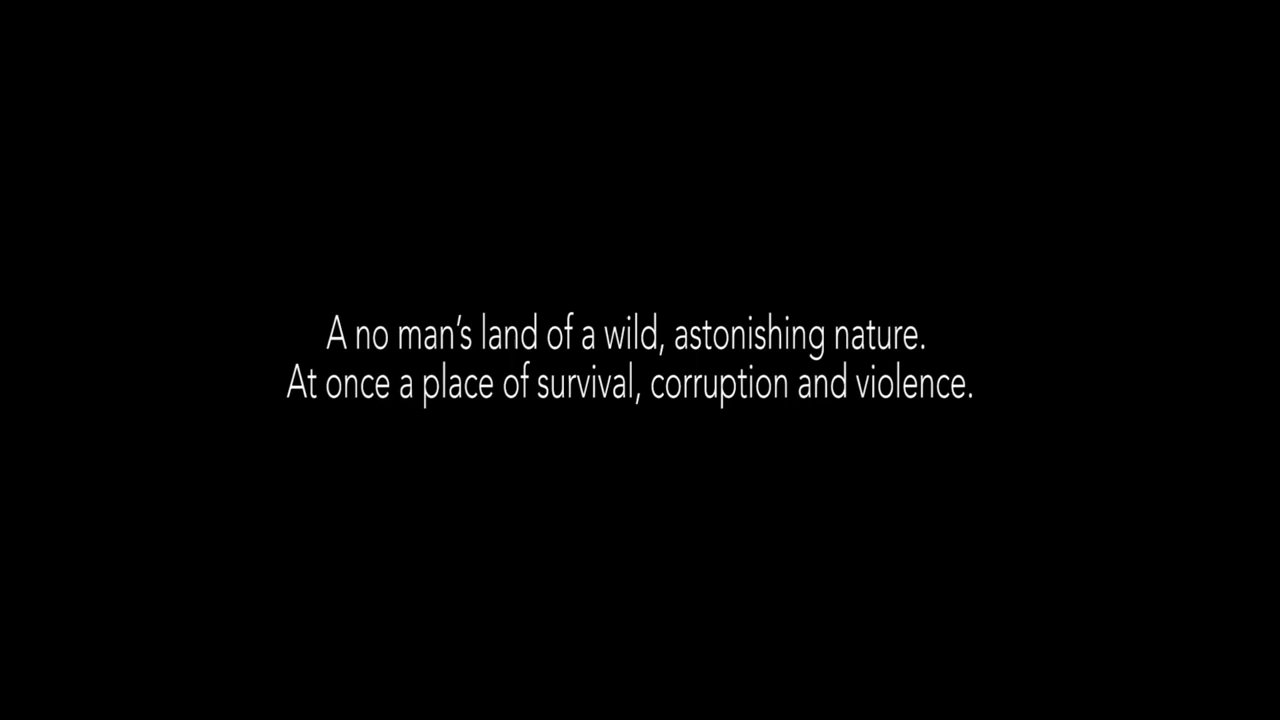 A no man’s land of a wild, astonishing nature.
At once a place of survival, corruption and violence.